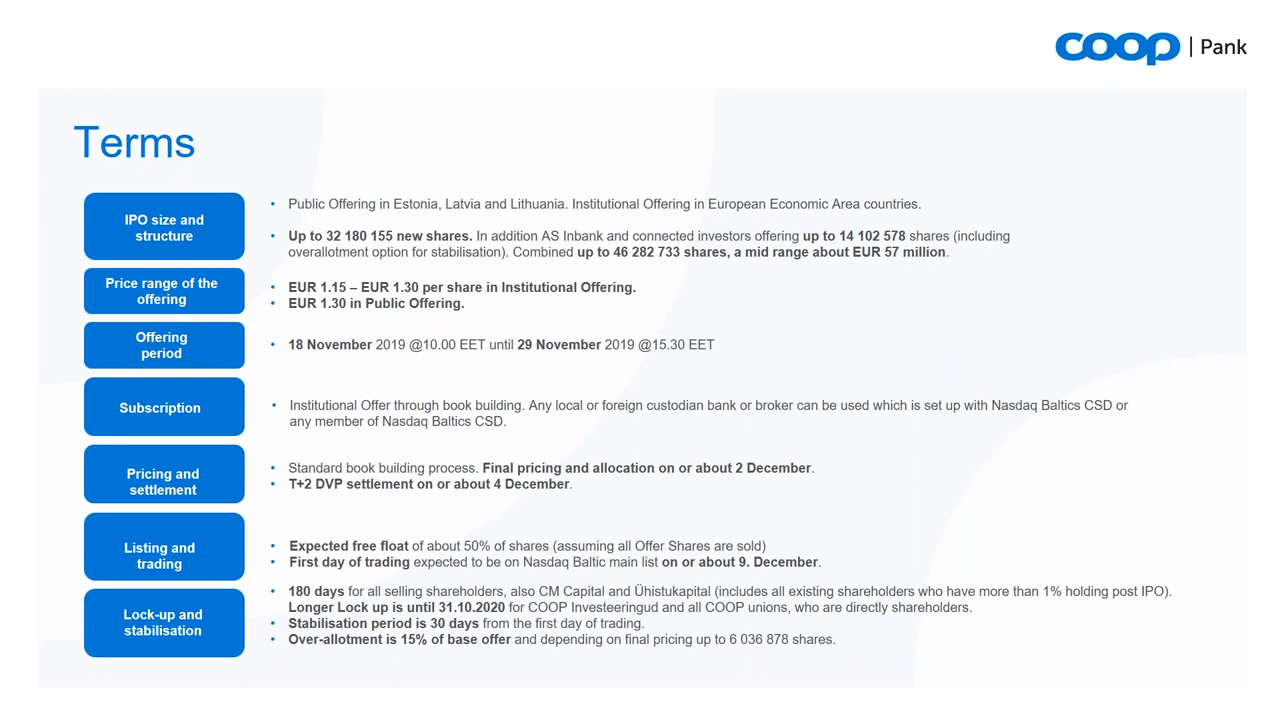 coop | Pank
Terms
IPO size and
structure
• Public Offering in Estonia, Latvia and Lithuania. Institutional Offering in European Economic Area countries.
• Up to 32 180 155 new shares. In addition AS Inbank and connected investors offering up to 14 102 578 shares (including
overallotment option for stabilisation). Combined up to 46 282 733 shares, a mid range about EUR 57 million.
Price range of the
offering
• EUR 1.15 – EUR 1.30 per share in Institutional Offering.
• EUR 1.30 in Public Offering.
Offering
period
• 18 November 2019 @10.00 EET until 29 November 2019 @15.30 EET
Subscription
• Institutional Offer through book building. Any local or foreign custodian bank or broker can be used which is set up with Nasdaq Baltics CSD or
any member of Nasdaq Baltics CSD.
Pricing and
settlement
• Standard book building process. Final pricing and allocation on or about 2 December.
• T+2 DVP settlement on or about 4 December.
Listing and
trading
• Expected free float of about 50% of shares (assuming all Offer Shares are sold)
• First day of trading expected to be on Nasdaq Baltic main list on or about 9. December.
Lock-up and
stabilisation
• 180 days for all selling shareholders, also CM Capital and Ühistukapital (includes all existing shareholders who have more than 1% holding post IPO).
Longer Lock up is until 31.10.2020 for COOP Investeeringud and all COOP unions, who are directly shareholders.
• Stabilisation period is 30 days from the first day of trading.
• Over-allotment is 15% of base offer and depending on final pricing up to 6 036 878 shares.